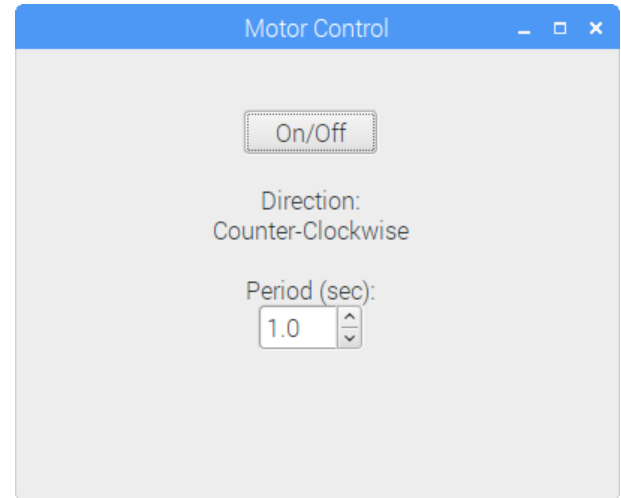 Motor Control
On/Off
Direction:
Counter-Clockwise
Period (sec):
1.0